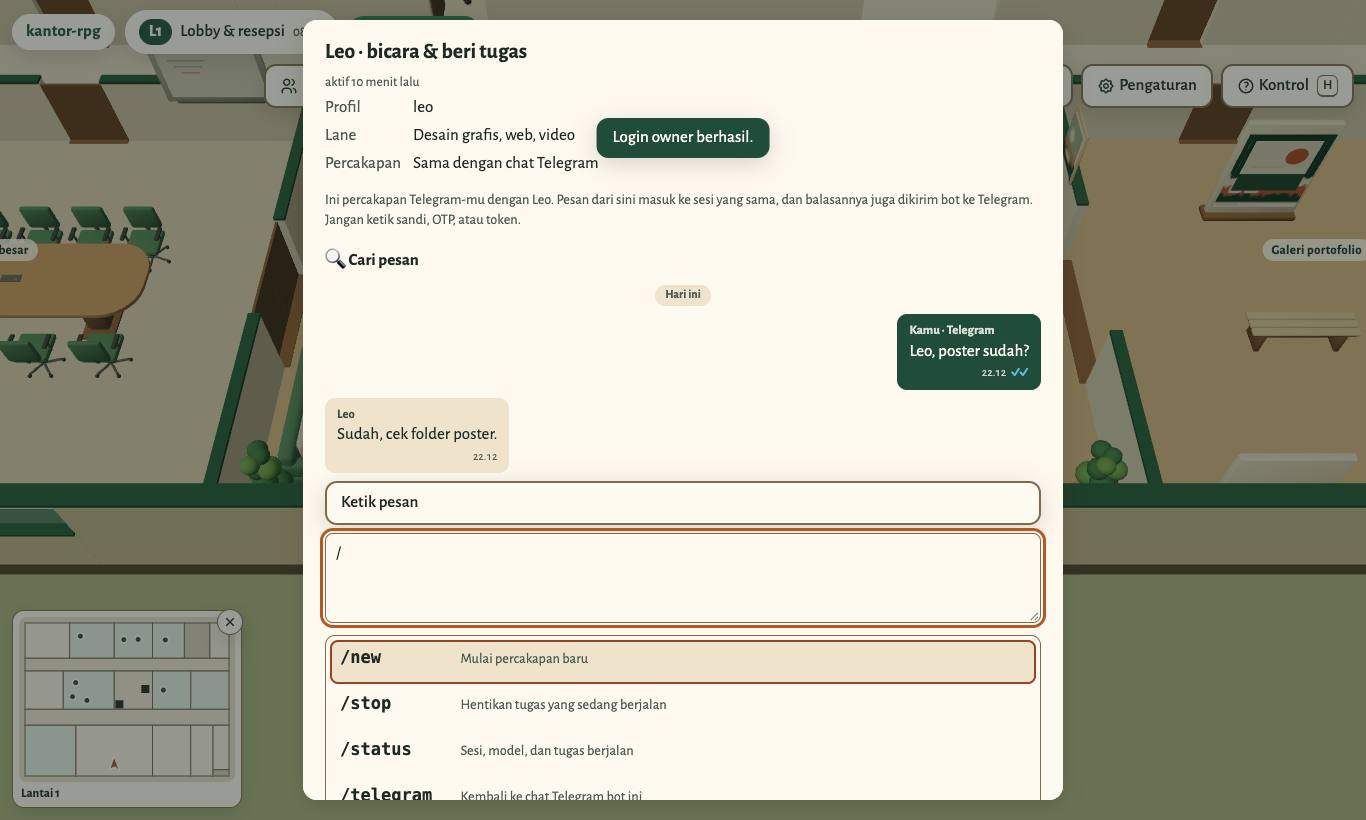 kantor-rpg
L1 Lobby & resepsi
Pengaturan
Kontrol H
besar
Galeri portofolio
Leo · bicara & beri tugas
aktif 10 menit lalu
Profil leo
Lane Desain grafis, web, video
Percakapan Sama dengan chat Telegram
Login owner berhasil.
Ini percakapan Telegram-mu dengan Leo. Pesan dari sini masuk ke sesi yang sama, dan balasannya juga dikirim bot ke Telegram.
Jangan ketik sandi, OTP, atau token.
🔍 Cari pesan
Hari ini
Kamu · Telegram
Leo, poster sudah?
22.12
Leo
Sudah, cek folder poster.
22.12
Ketik pesan
/
/new Mulai percakapan baru
/stop Hentikan tugas yang sedang berjalan
/status Sesi, model, dan tugas berjalan
/telegram Kembali ke chat Telegram bot ini
Lantai 1